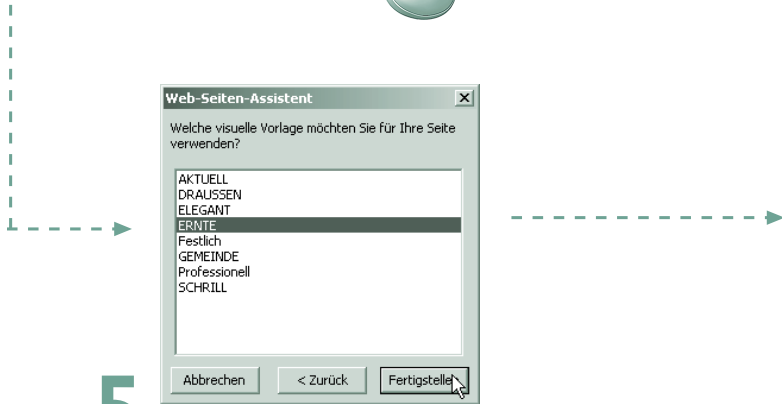 Web-Seiten-Assistent
Welche visuelle Vorlage möchten Sie für Ihre Seite
verwenden?
AKTUELL
DRAUSSEN
ELEGANT
ERNTE
Festlich
GEMEINDE
Professionell
SCHRILL
Abbrechen
< Zurück
Fertigstellen
5